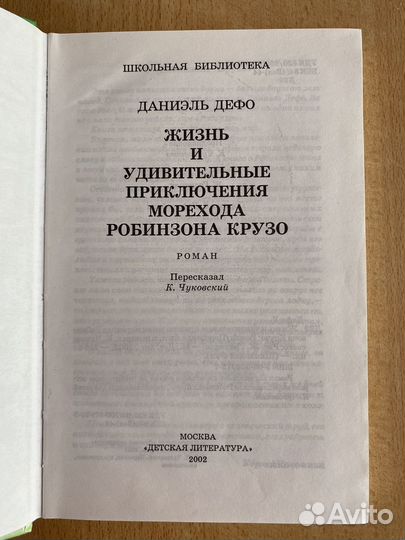 ШКОЛЬНАЯ БИБЛИОТЕКА
ДАНИЭЛЬ ДЕФО
ЖИЗНЬ
И
УДИВИТЕЛЬНЫЕ
ПРИКЛЮЧЕНИЯ
МОРЕХОДА
РОБИНЗОНА КРУЗО
РОМАН
Пересказал
К. Чуковский
МОСКВА
«ДЕТСКАЯ ЛИТЕРАТУРА»
2002
Avito